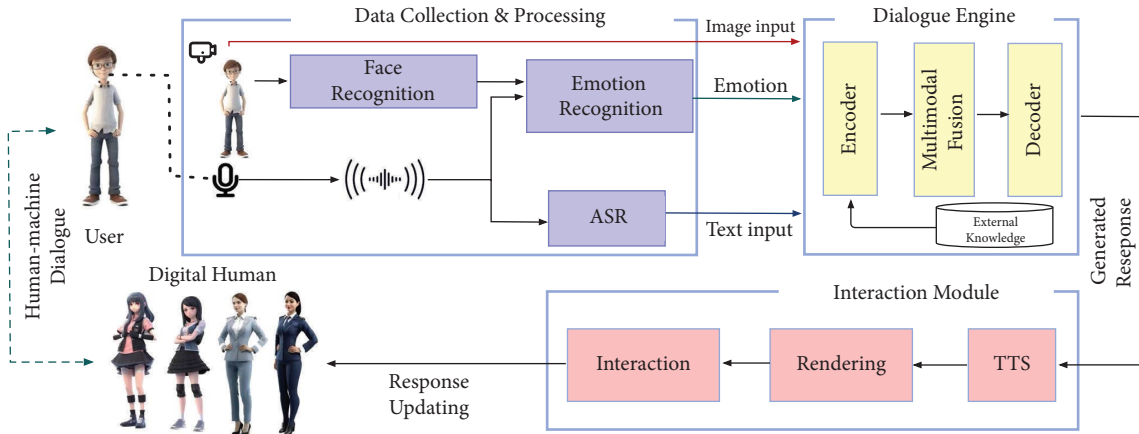 Data Collection & Processing
Dialogue Engine
Image input
Face
Recognition
Emotion
Recognition
Emotion
Encoder
Multimodal
Fusion
Decoder
ASR
Text input
External
Knowledge
User
Human-machine
Dialogue
Generated
Resepone
Digital Human
Interaction Module
Interaction
Rendering
TTS
Response
Updating